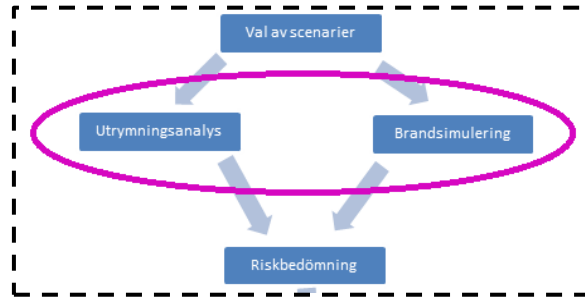 Val av scenarier
Utrymningsanalys
Brandsimulering
Riskbedömning